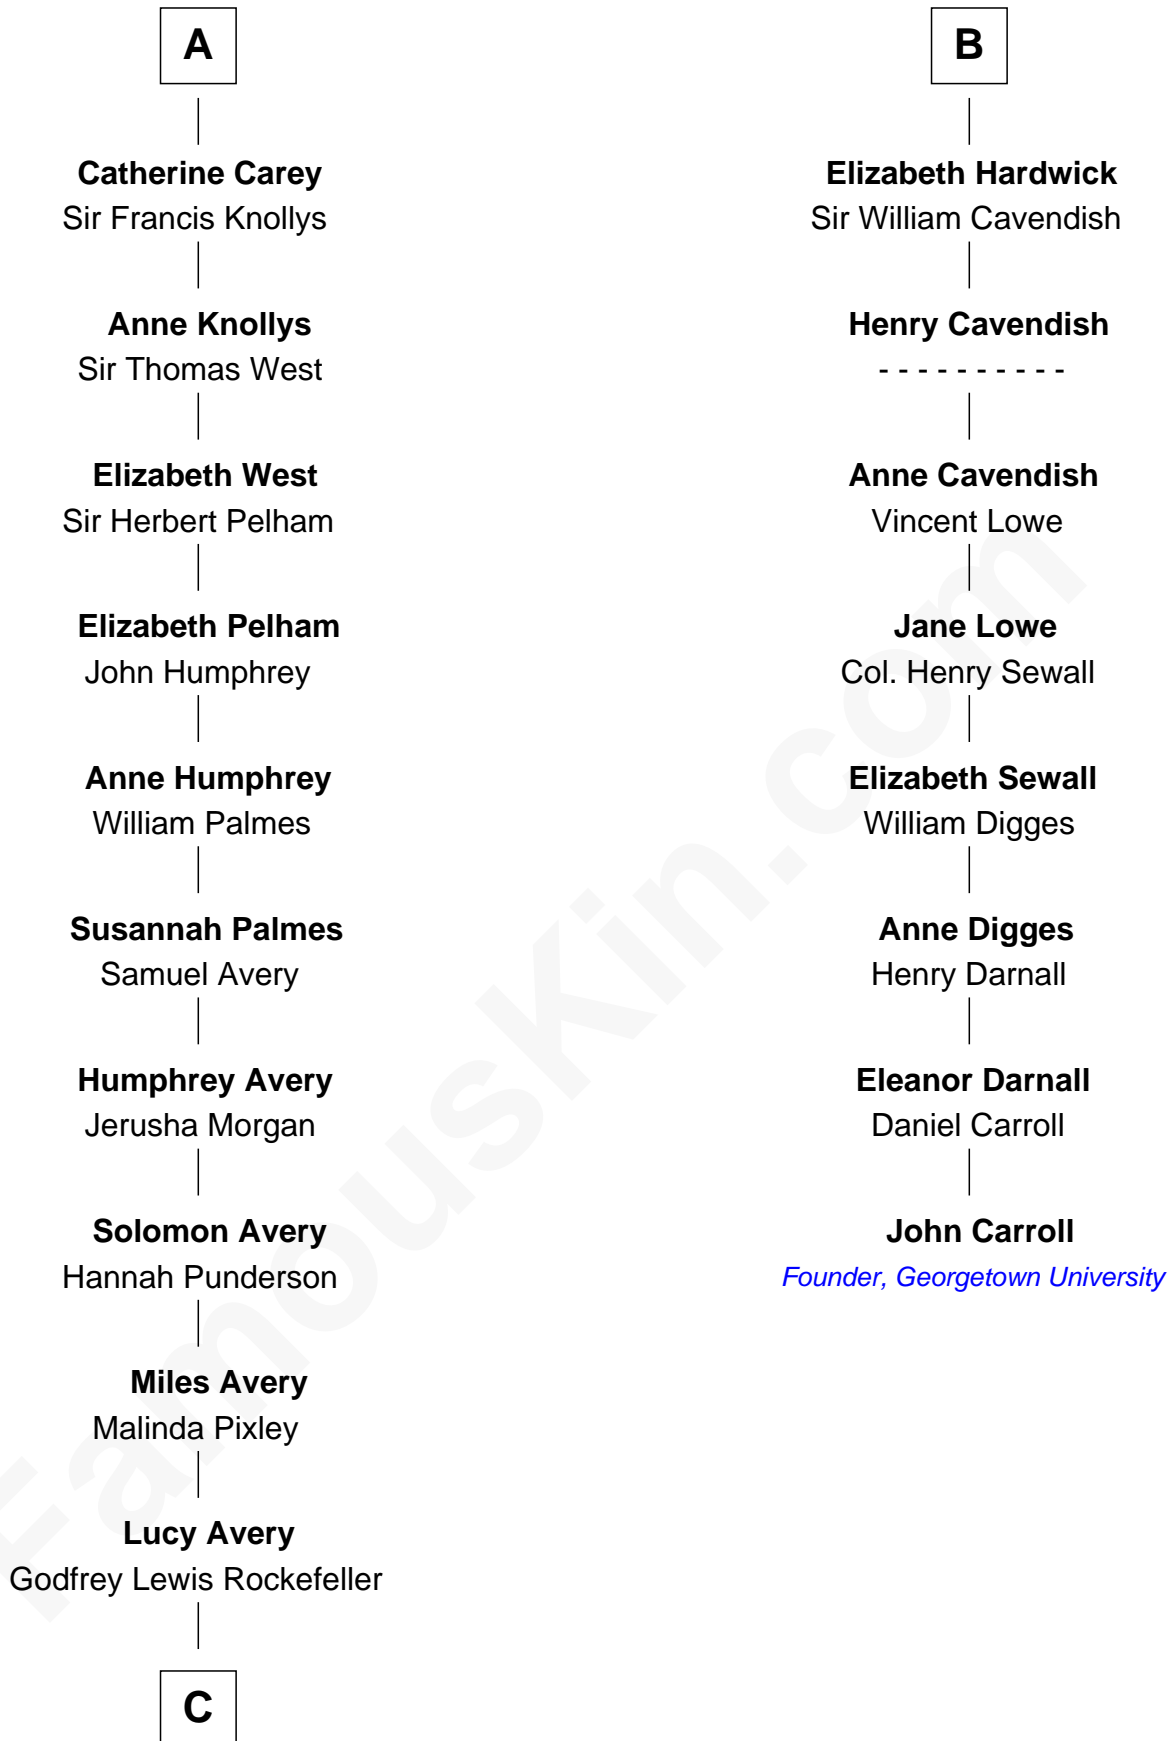 A
Catherine Carey
Sir Francis Knollys
Anne Knollys
Sir Thomas West
Elizabeth West
Sir Herbert Pelham
Elizabeth Pelham
John Humphrey
Anne Humphrey
William Palmes
Susannah Palmes
Samuel Avery
Humphrey Avery
Jerusha Morgan
Solomon Avery
Hannah Punderson
Miles Avery
Malinda Pixley
Lucy Avery
Godfrey Lewis Rockefeller
C
B
Elizabeth Hardwick
Sir William Cavendish
Henry Cavendish
- - - - - - - - - -
Anne Cavendish
Vincent Lowe
Jane Lowe
Col. Henry Sewall
Elizabeth Sewall
William Digges
Anne Digges
Henry Darnall
Eleanor Darnall
Daniel Carroll
John Carroll
Founder, Georgetown University
FamousKin.com